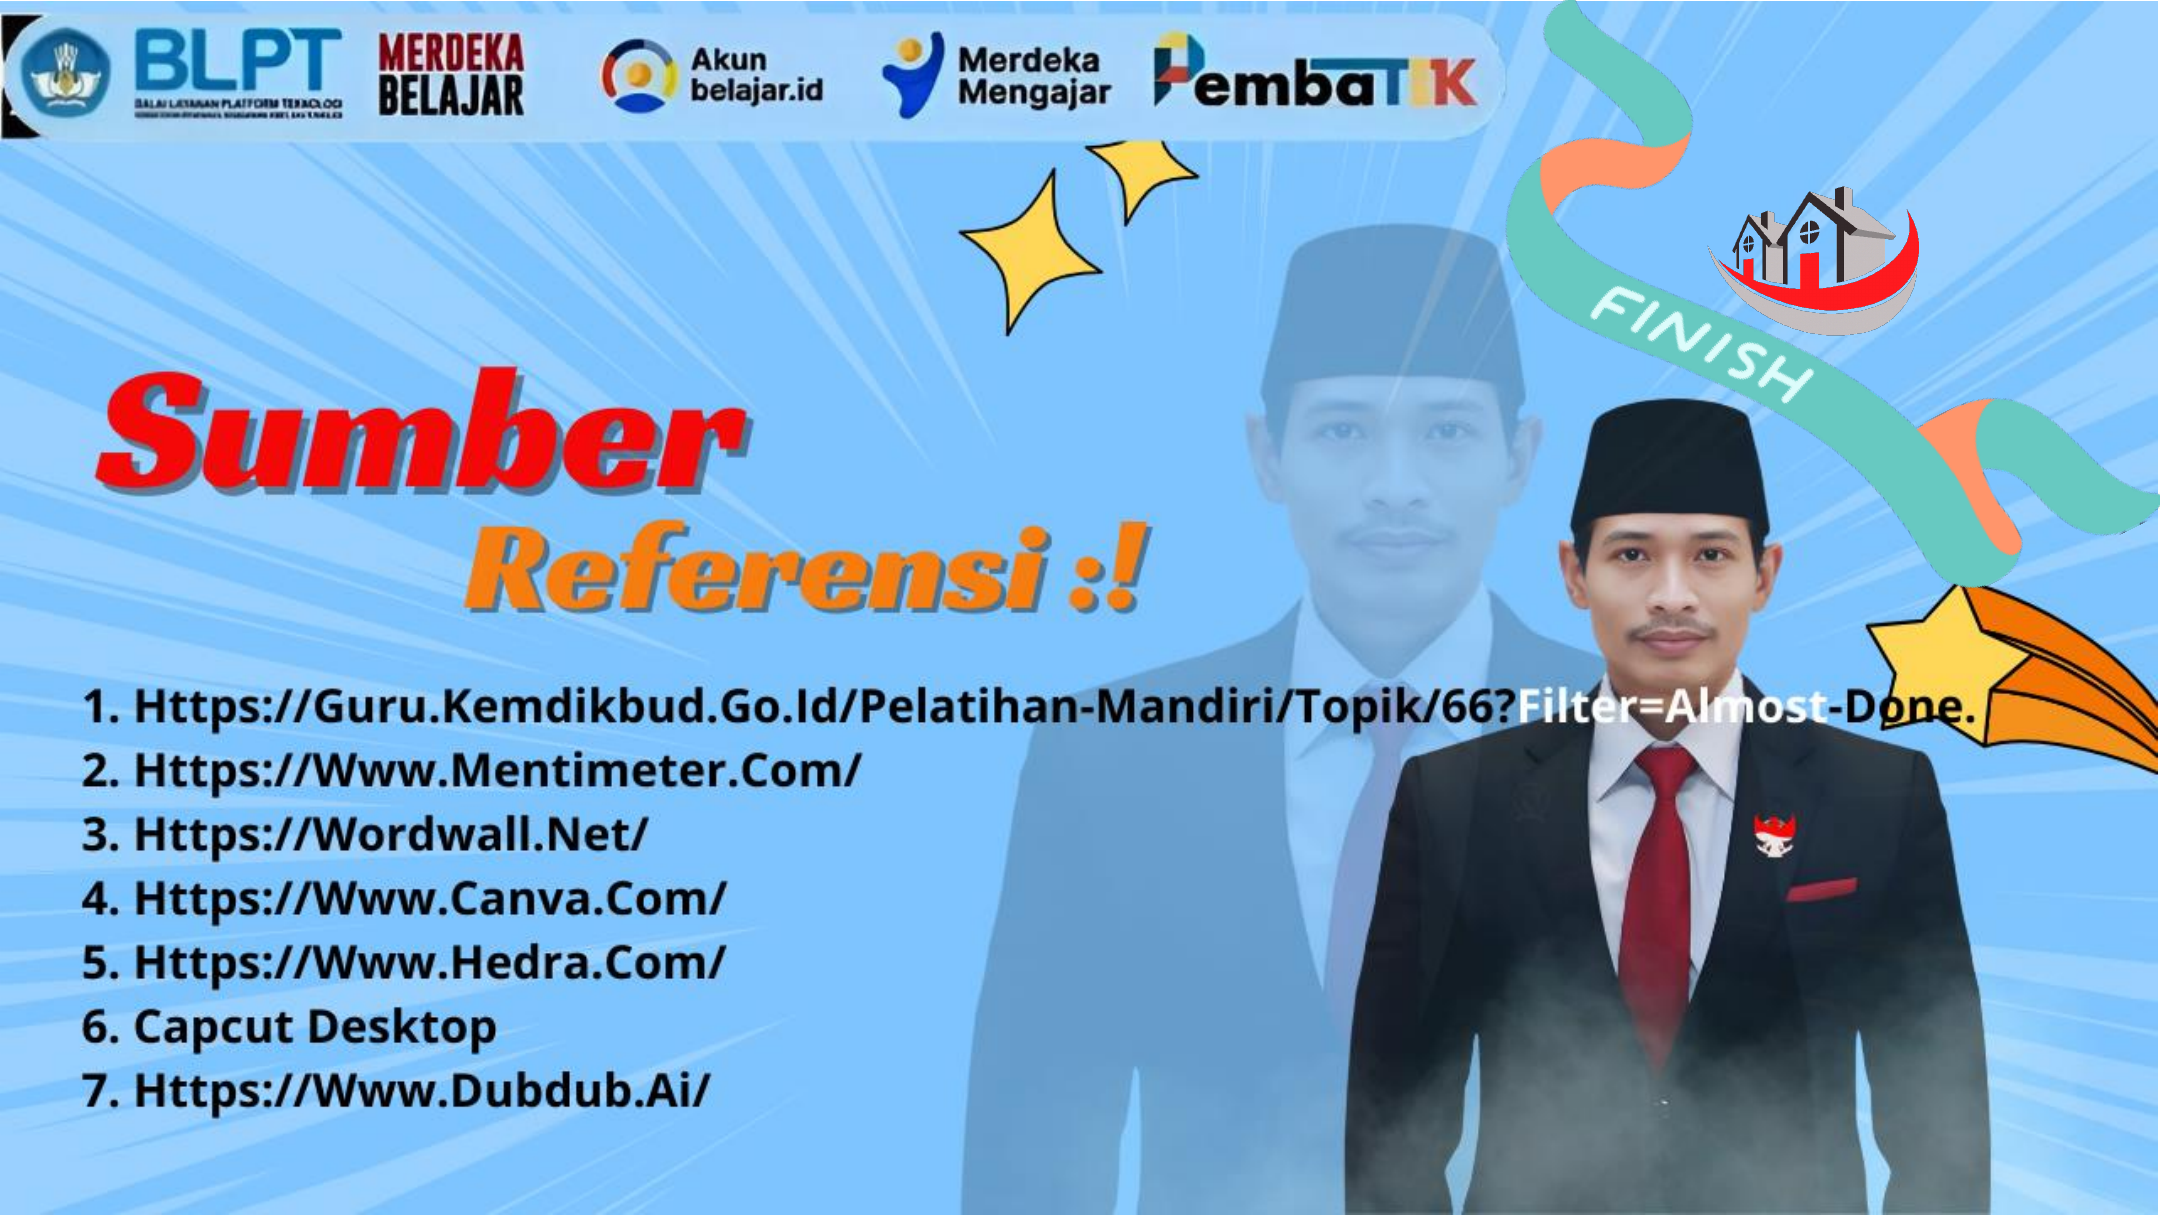 BLPT
BALAI LAYANAN PLATFORM TEKNOLOGI
MERDEKA
BELAJAR
Akun
belajar.id
Merdeka
Mengajar
PembaTIK
FINISH
Sumber
Referensi :!
1. Https://Guru.Kemdikbud.Go.Id/Pelatihan-Mandiri/Topik/66?Filter=Almost-Done.
2. Https://Www.Mentimeter.Com/
3. Https://Wordwall.Net/
4. Https://Www.Canva.Com/
5. Https://Www.Hedra.Com/
6. Capcut Desktop
7. Https://Www.Dubdub.Ai/